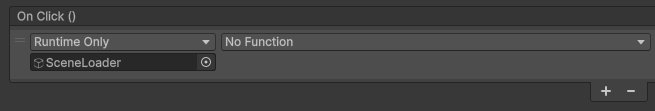 On Click ()
Runtime Only
No Function
SceneLoader